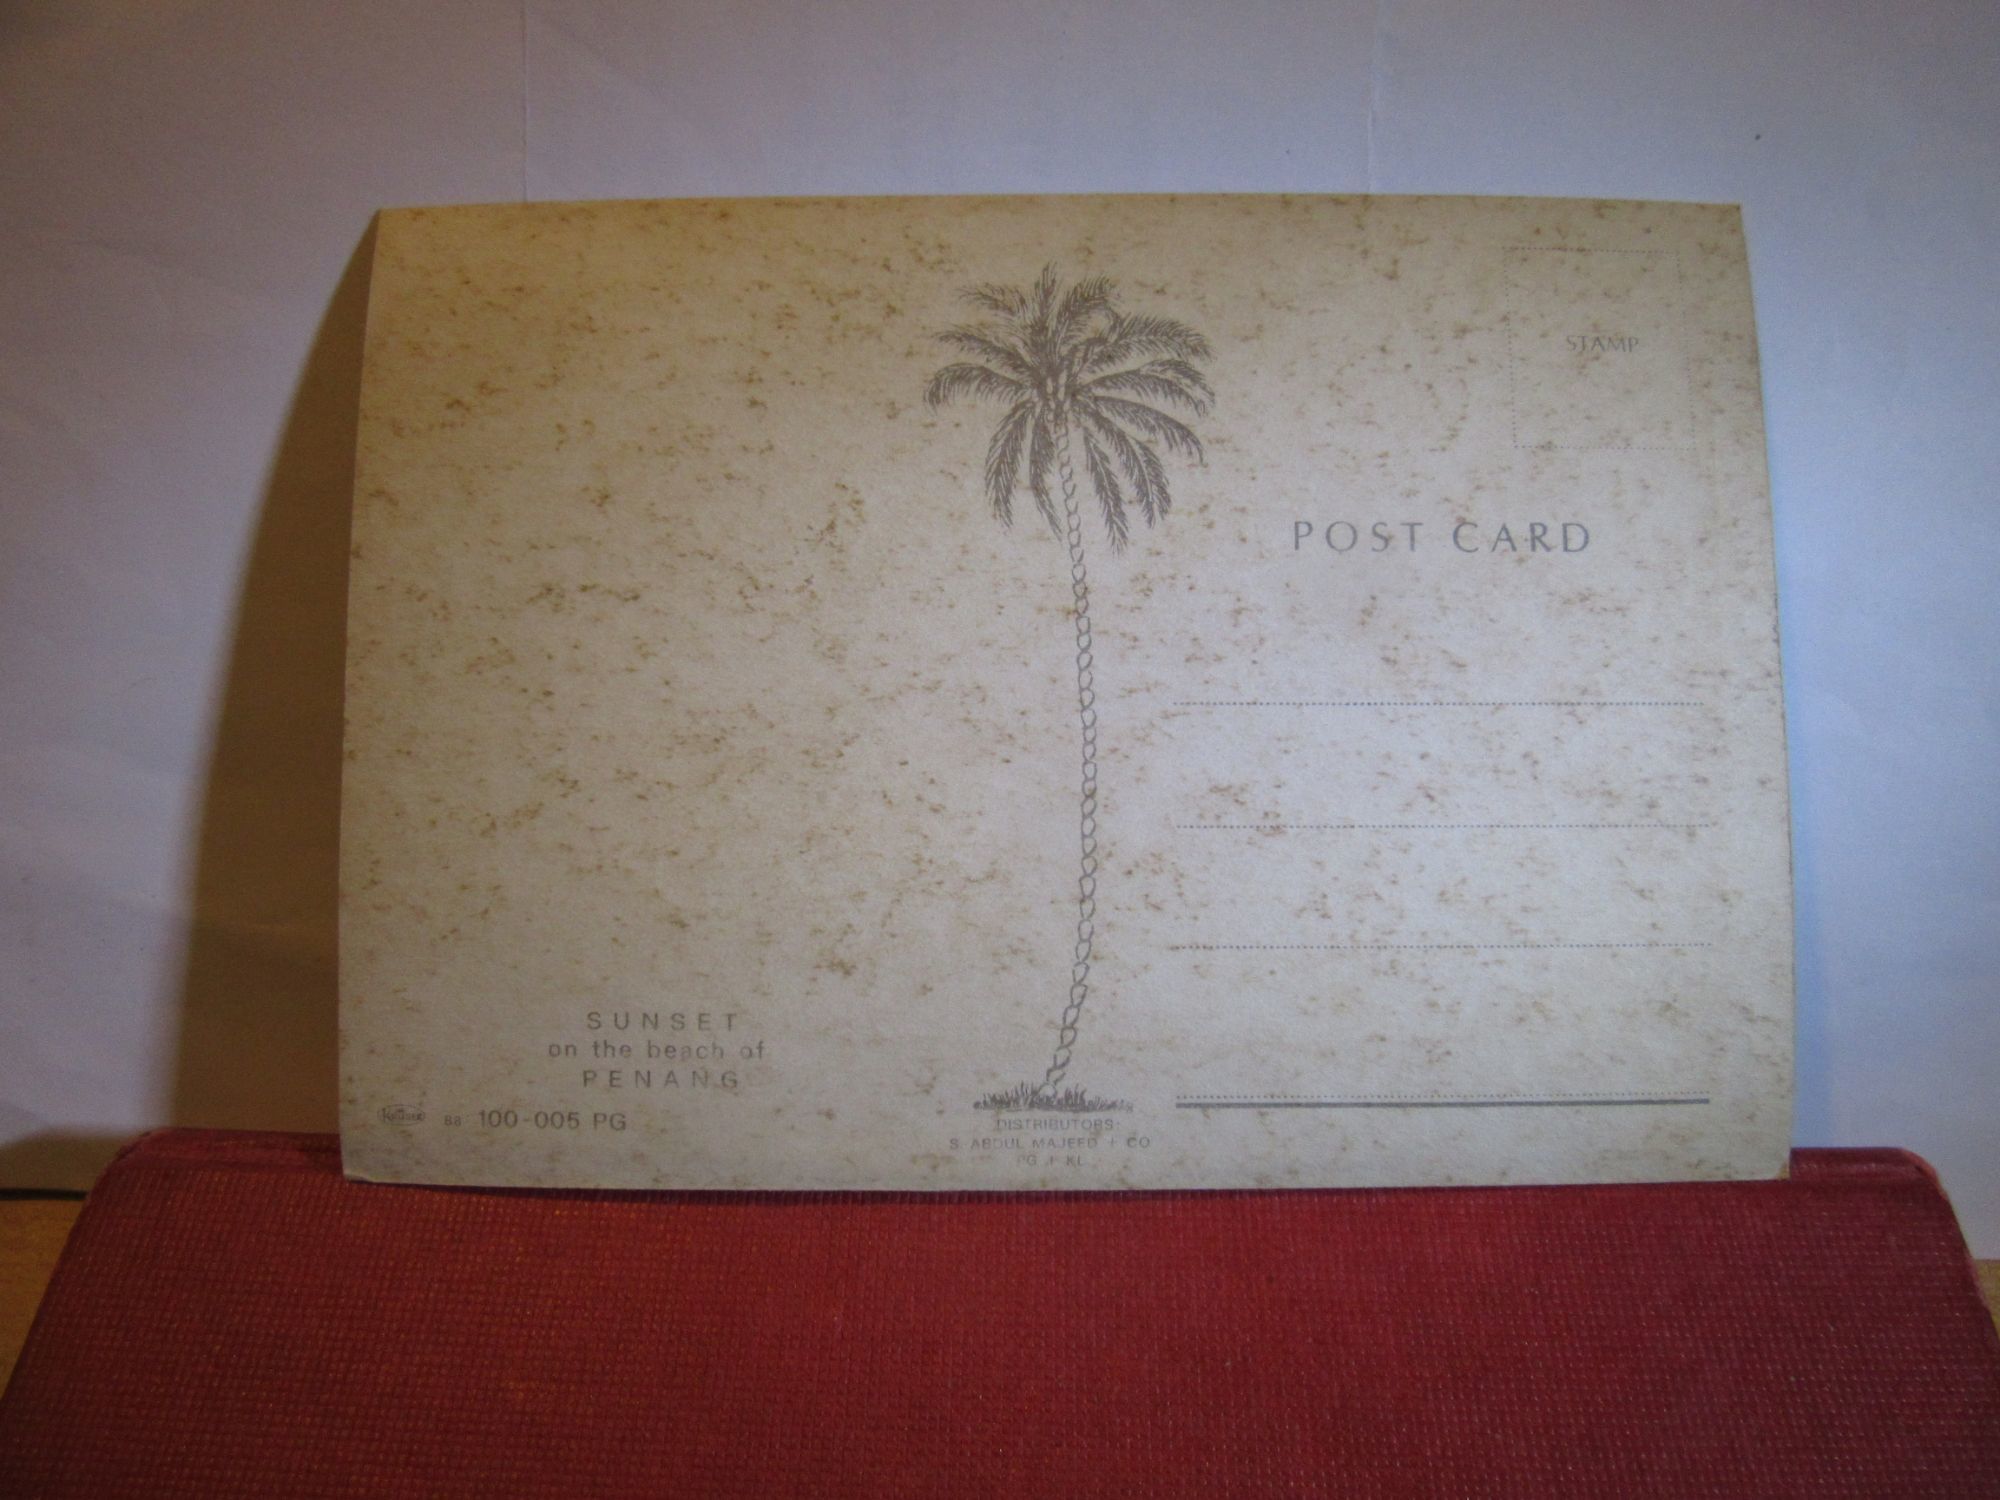 STAMP
POST CARD
SUNSET
on the beach of
PENANG
88 100-005 PG
DISTRIBUTORS:
S. ABDUL MAJEED + CO
PG + KL